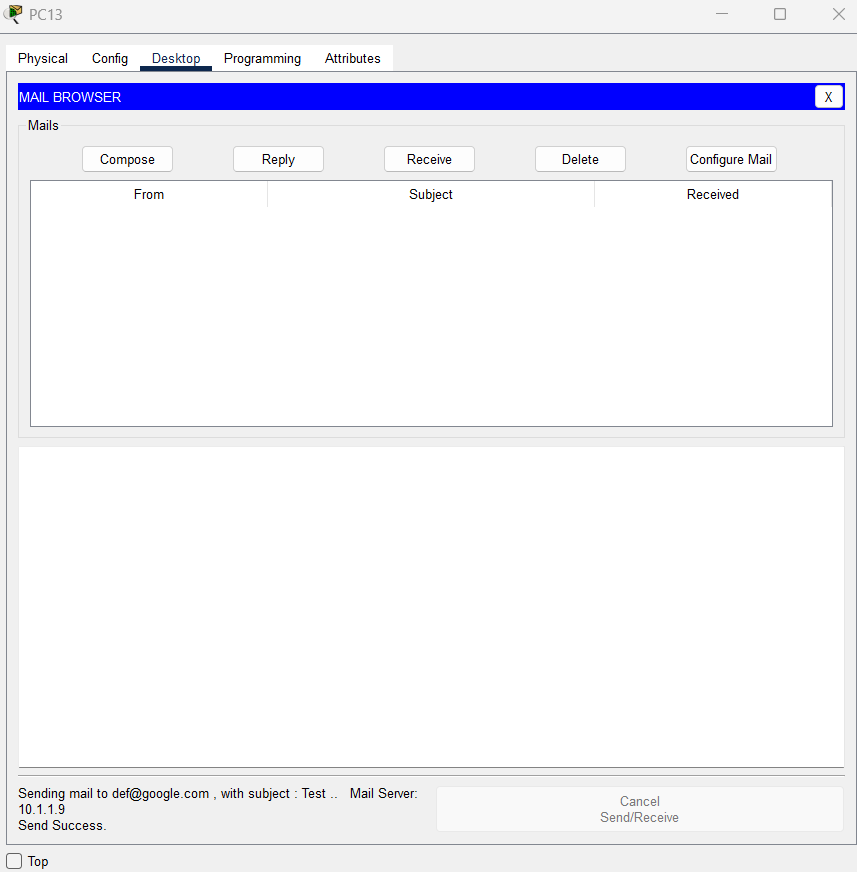 PC13
Physical Config Desktop Programming Attributes
MAIL BROWSER X
Mails
Compose Reply Receive Delete Configure Mail
From Subject Received
Sending mail to def@google.com , with subject : Test .. Mail Server:
10.1.1.9
Send Success.
Cancel
Send/Receive
Top